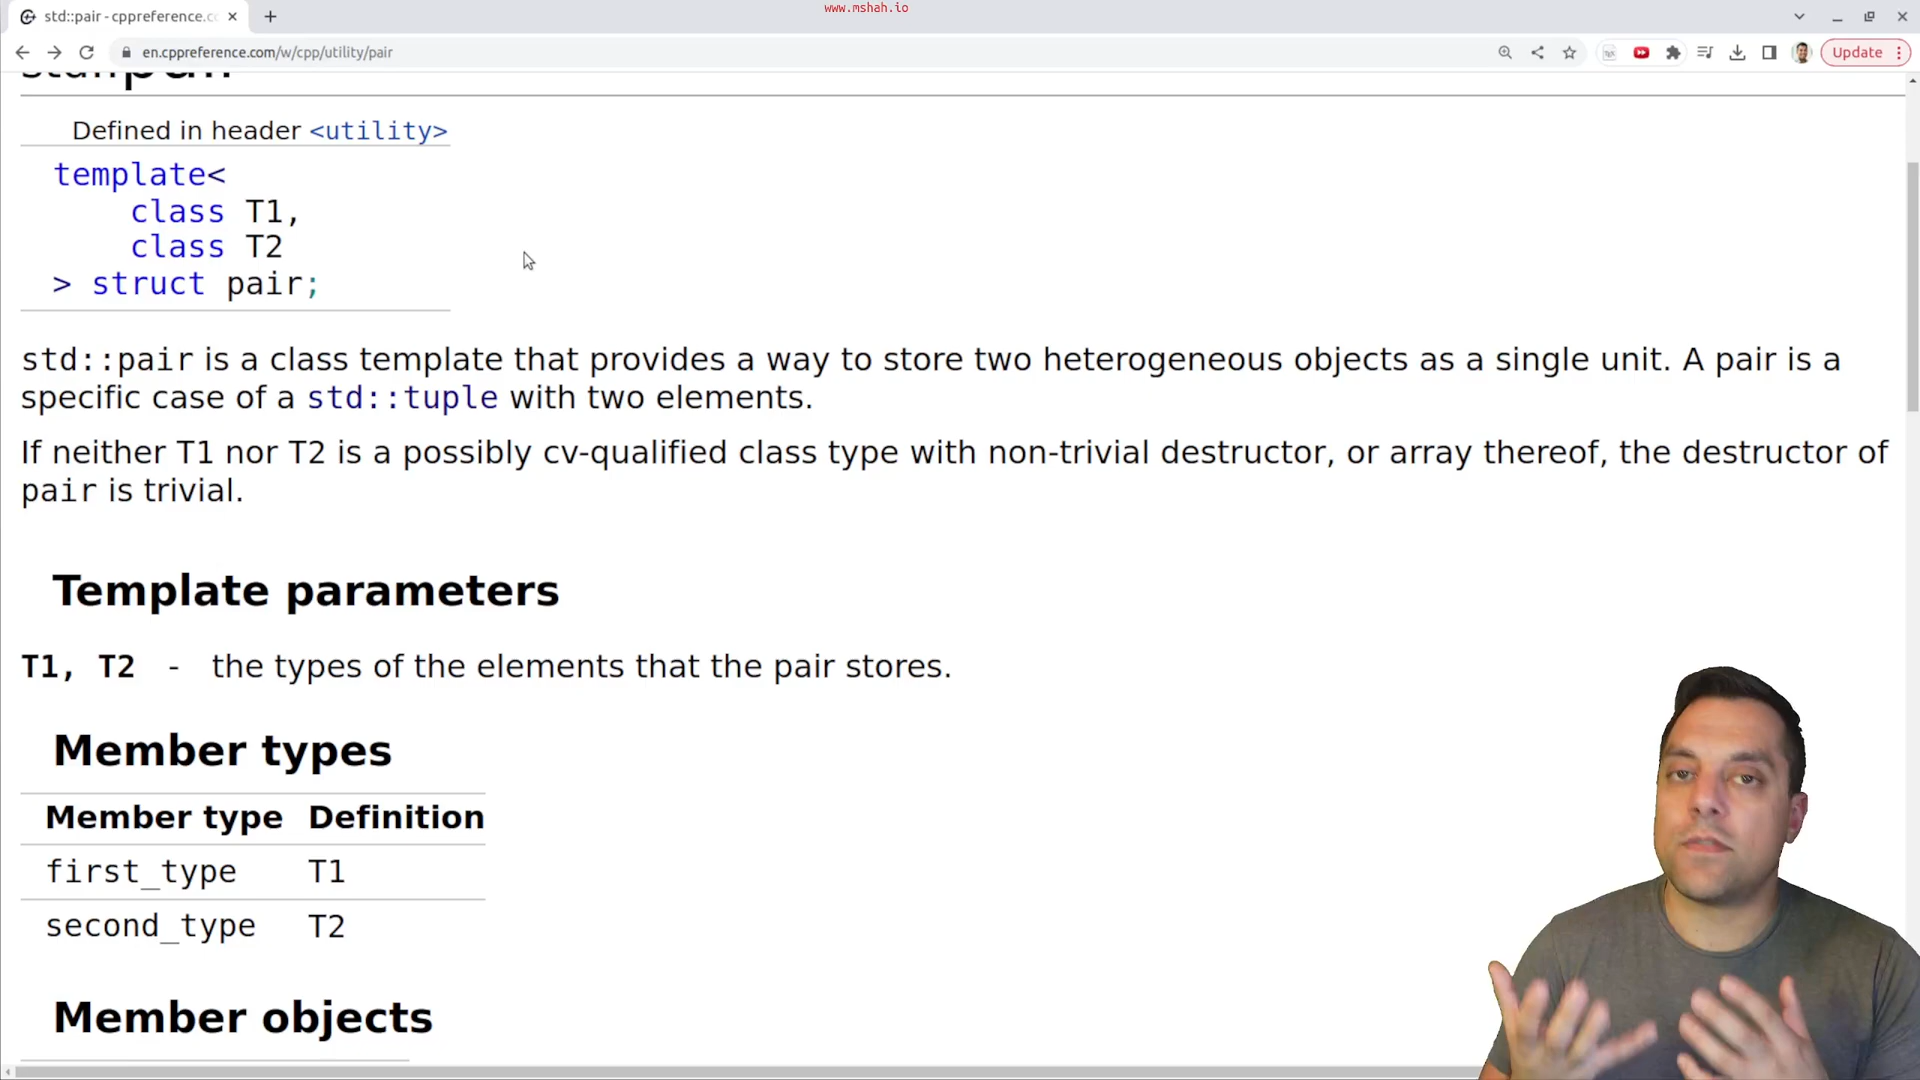 www.mshah.io
std::pair - cppreference.c
en.cppreference.com/w/cpp/utility/pair
Update
Defined in header <utility>
template<
class T1,
class T2
> struct pair;
std::pair is a class template that provides a way to store two heterogeneous objects as a single unit. A pair is a
specific case of a std::tuple with two elements.
If neither T1 nor T2 is a possibly cv-qualified class type with non-trivial destructor, or array thereof, the destructor of
pair is trivial.
Template parameters
T1, T2 - the types of the elements that the pair stores.
Member types
Member type Definition
first_type T1
second_type T2
Member objects